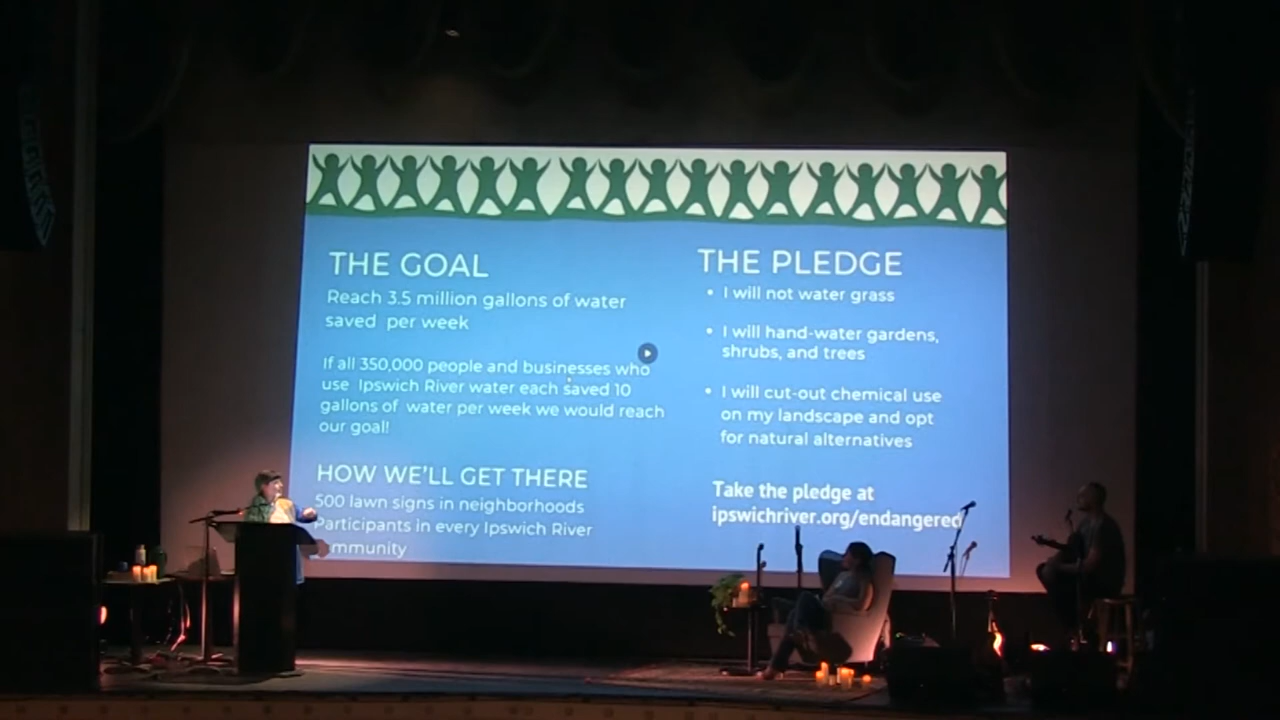 THE GOAL
Reach 3.5 million gallons of water
saved per week
If all 350,000 people and businesses who
use Ipswich River water each saved 10
gallons of water per week we would reach
our goal!
HOW WE'LL GET THERE
500 lawn signs in neighborhoods
Participants in every Ipswich River
mmunity
THE PLEDGE
• I will not water grass
• I will hand-water gardens,
shrubs, and trees
• I will cut-out chemical use
on my landscape and opt
for natural alternatives
Take the pledge at
ipswichriver.org/endangered